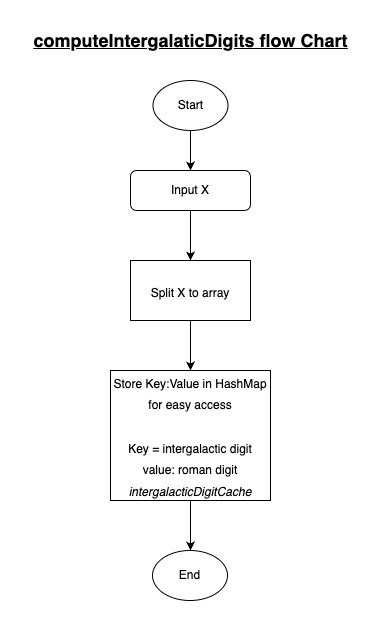 computeIntergalaticDigits flow Chart
Start
Input X
Split X to array
Store Key:Value in HashMap
for easy access
Key = intergalactic digit
value: roman digit
intergalacticDigitCache
End